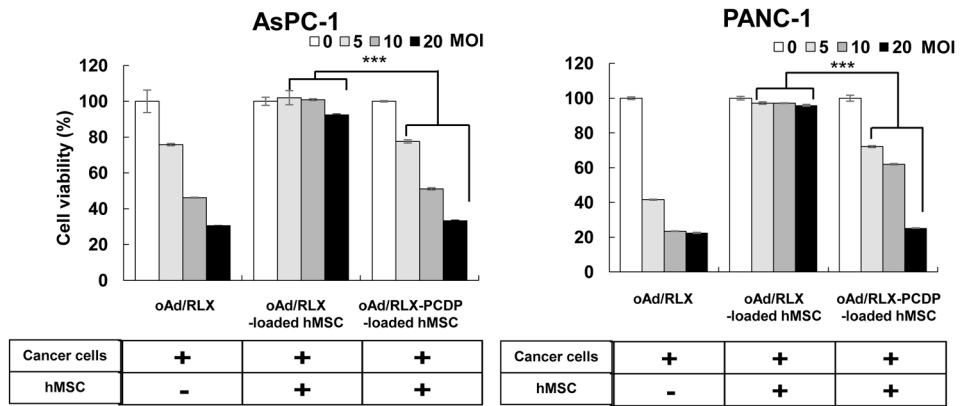 AsPC-1
0 5 10 20 MOI
***
120
100
80
60
40
20
0
Cell viability (%)
oAd/RLX
oAd/RLX
-loaded hMSC
oAd/RLX-PCDP
-loaded hMSC
Cancer cells + + +
hMSC - + +
PANC-1
0 5 10 20 MOI
***
120
100
80
60
40
20
0
oAd/RLX
oAd/RLX
-loaded hMSC
oAd/RLX-PCDP
-loaded hMSC
Cancer cells + + +
hMSC - + +